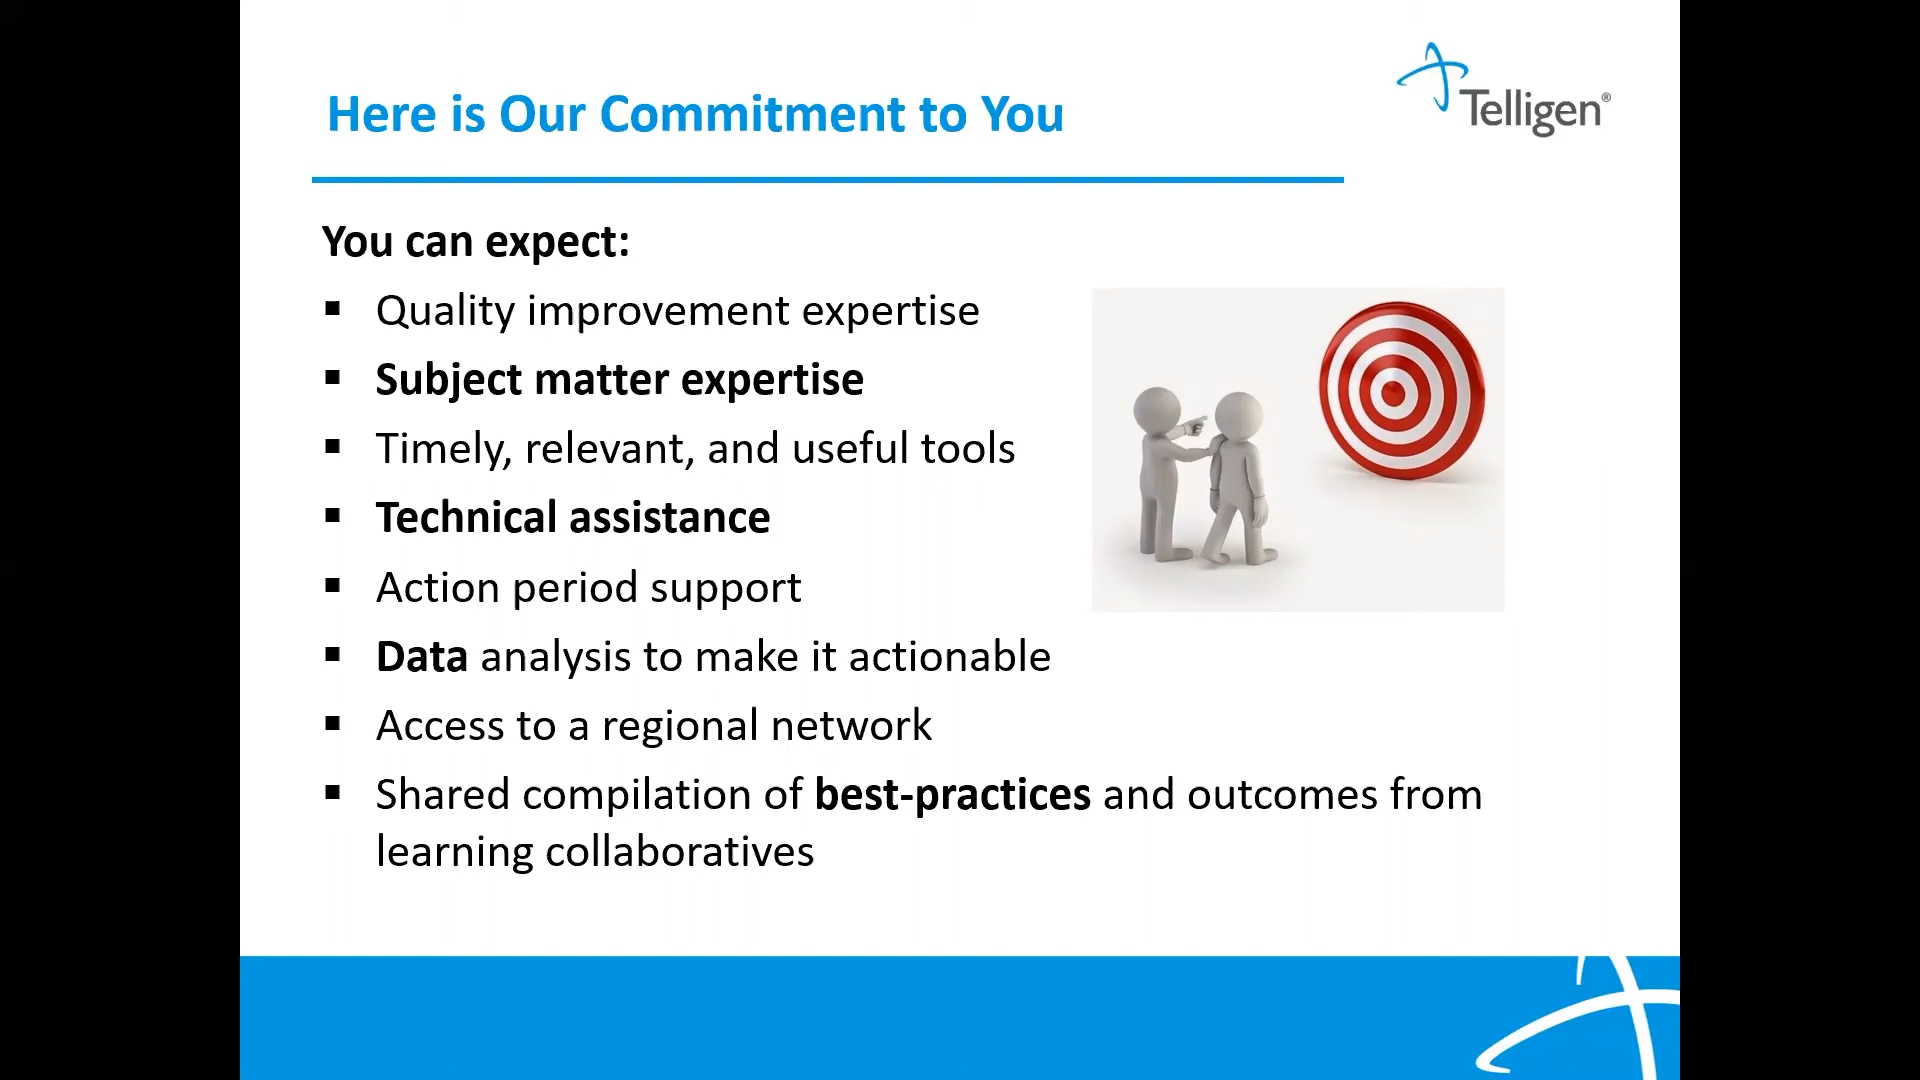 Here is Our Commitment to You
Telligen®
You can expect:
▪ Quality improvement expertise
▪ Subject matter expertise
▪ Timely, relevant, and useful tools
▪ Technical assistance
▪ Action period support
▪ Data analysis to make it actionable
▪ Access to a regional network
▪ Shared compilation of best-practices and outcomes from
learning collaboratives